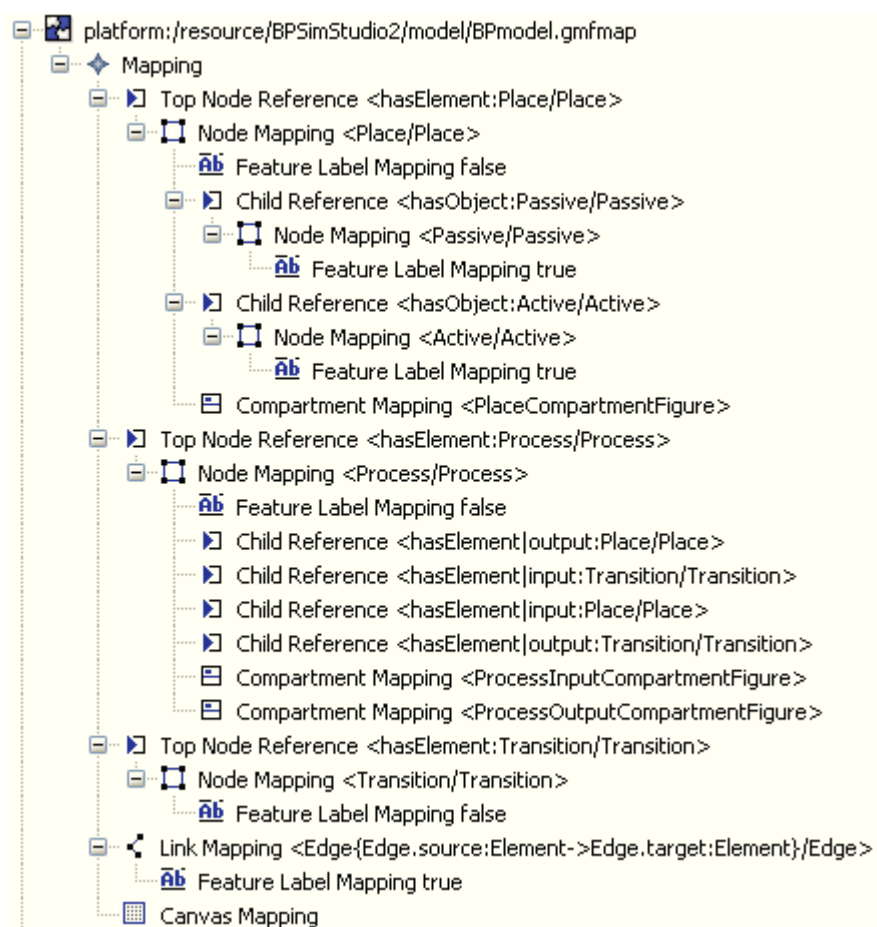 platform:/resource/BPSimStudio2/model/BPmodel.gmfmap
Mapping
Top Node Reference <hasElement:Place/Place>
Node Mapping <Place/Place>
Ab Feature Label Mapping false
Child Reference <hasObject:Passive/Passive>
Node Mapping <Passive/Passive>
Ab Feature Label Mapping true
Child Reference <hasObject:Active/Active>
Node Mapping <Active/Active>
Ab Feature Label Mapping true
Compartment Mapping <PlaceCompartmentFigure>
Top Node Reference <hasElement:Process/Process>
Node Mapping <Process/Process>
Ab Feature Label Mapping false
Child Reference <hasElement|output:Place/Place>
Child Reference <hasElement|input:Transition/Transition>
Child Reference <hasElement|input:Place/Place>
Child Reference <hasElement|output:Transition/Transition>
Compartment Mapping <ProcessInputCompartmentFigure>
Compartment Mapping <ProcessOutputCompartmentFigure>
Top Node Reference <hasElement:Transition/Transition>
Node Mapping <Transition/Transition>
Ab Feature Label Mapping false
Link Mapping <Edge{Edge.source:Element->Edge.target:Element}/Edge>
Ab Feature Label Mapping true
Canvas Mapping